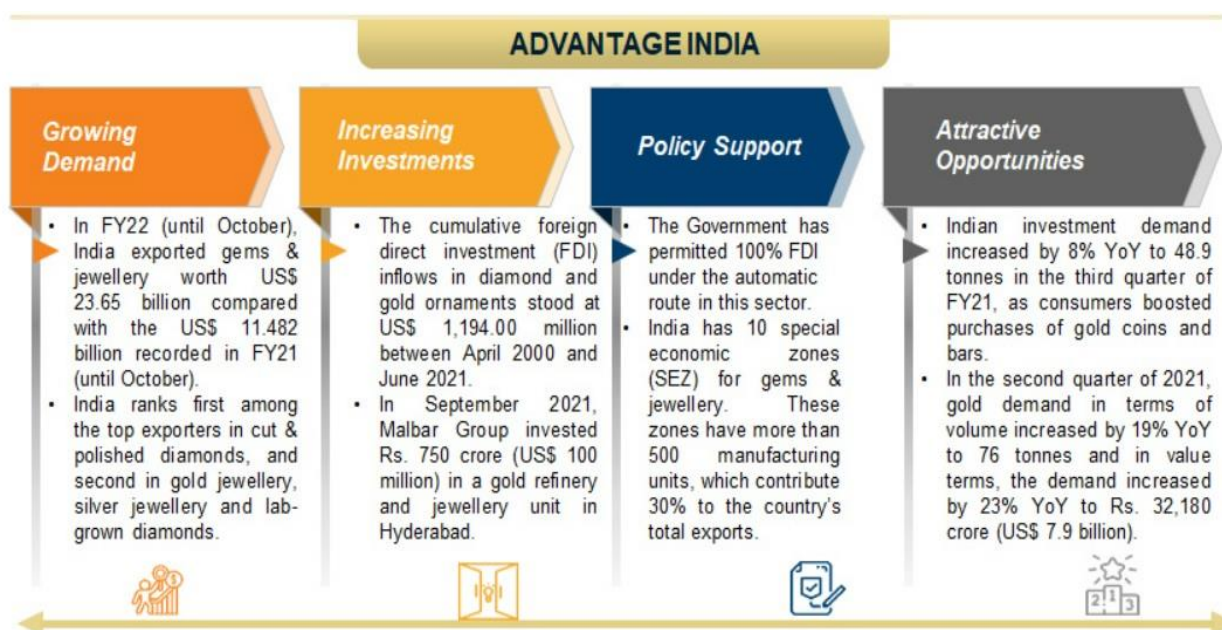 ADVANTAGE INDIA
Growing
Demand
• In FY22 (until October),
India exported gems &
jewellery worth US$
23.65 billion compared
with the US$ 11.482
billion recorded in FY21
(until October).
• India ranks first among
the top exporters in cut &
polished diamonds, and
second in gold jewellery,
silver jewellery and lab-
grown diamonds.
Increasing
Investments
• The cumulative foreign
direct investment (FDI)
inflows in diamond and
gold ornaments stood at
US$ 1,194.00 million
between April 2000 and
June 2021.
• In September 2021,
Malbar Group invested
Rs. 750 crore (US$ 100
million) in a gold refinery
and jewellery unit in
Hyderabad.
Policy Support
• The Government has
permitted 100% FDI
under the automatic
route in this sector.
• India has 10 special
economic zones
(SEZ) for gems &
jewellery. These
zones have more than
500 manufacturing
units, which contribute
30% to the country's
total exports.
Attractive
Opportunities
• Indian investment demand
increased by 8% YoY to 48.9
tonnes in the third quarter of
FY21, as consumers boosted
purchases of gold coins and
bars.
• In the second quarter of 2021,
gold demand in terms of
volume increased by 19% YoY
to 76 tonnes and in value
terms, the demand increased
by 23% YoY to Rs. 32,180
crore (US$ 7.9 billion).
$
2 1 3